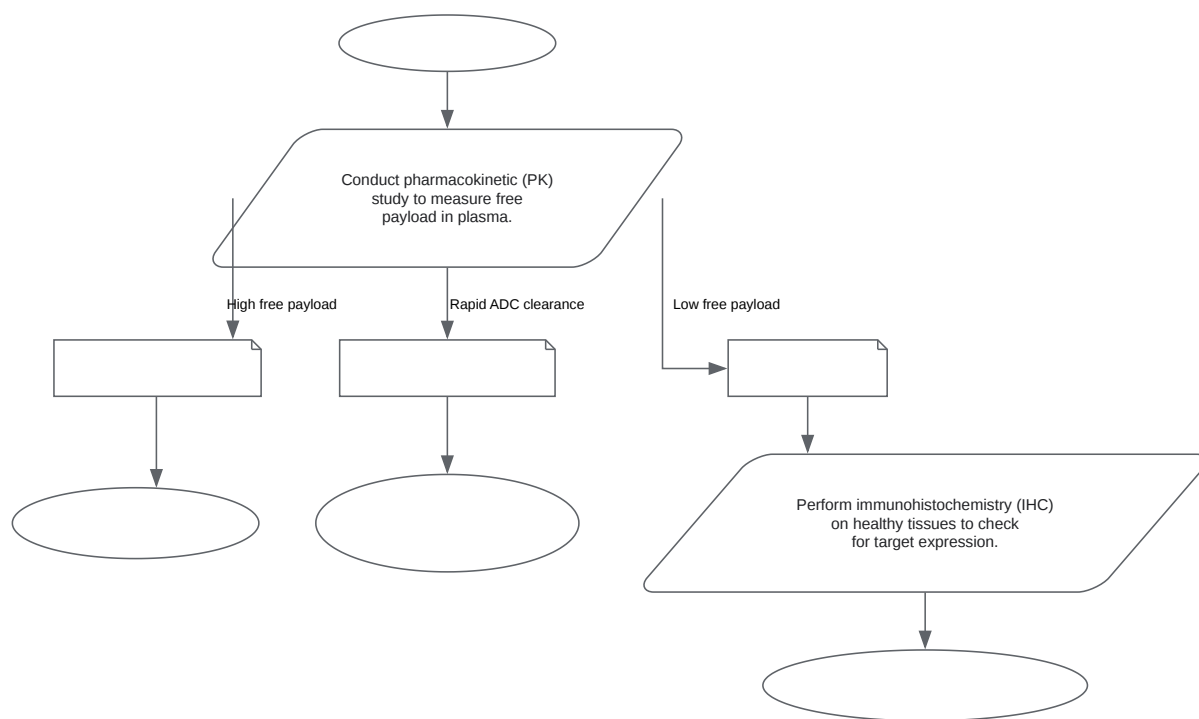 Conduct pharmacokinetic (PK)
study to measure free
payload in plasma.
High free payload
Rapid ADC clearance
Low free payload
Perform immunohistochemistry (IHC)
on healthy tissues to check
for target expression.